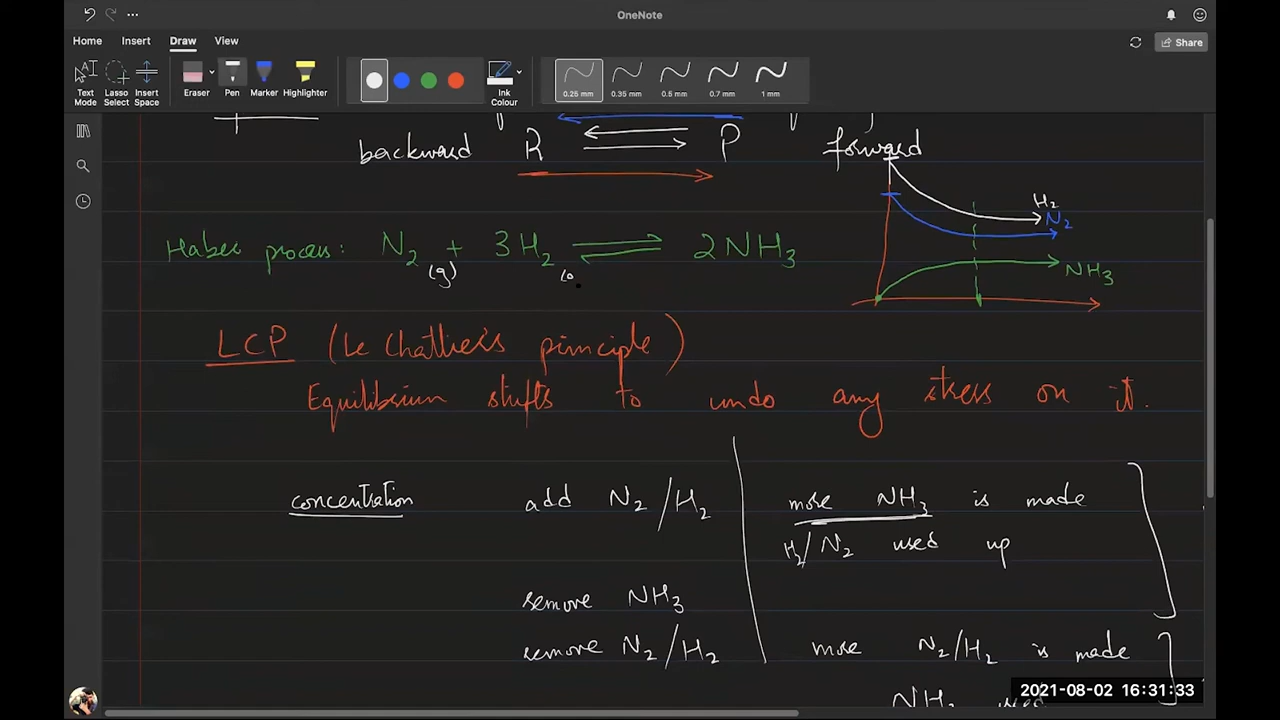 OneNote
Home Insert Draw View
Share
Text Mode
Lasso Select
Insert Space
Eraser
Pen
Marker
Highlighter
Ink Colour
0.25 mm
0.35 mm
0.5 mm
0.7 mm
1 mm
backward R ⇌ P forward
H2
N2
NH3
Haber process: N2 (g) + 3H2 ⇌ 2NH3
LCP (Le Chatlier's principle)
Equilibrium shifts to undo any stress on it.
concentration add N2/H2 more NH3 is made
H2/N2 used up
remove NH3
remove N2/H2 more N2/H2 is made
2021-08-02 16:31:33